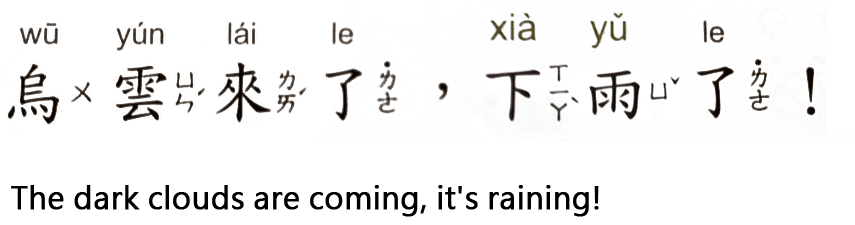 wū yún lái le xià yǔ le
烏ㄨ 雲ㄩㄣˊ 來ㄌㄞˊ 了˙ㄌㄜ ，下ㄒㄧㄚˋ 雨ㄩˇ 了˙ㄌㄜ ！
The dark clouds are coming, it's raining!